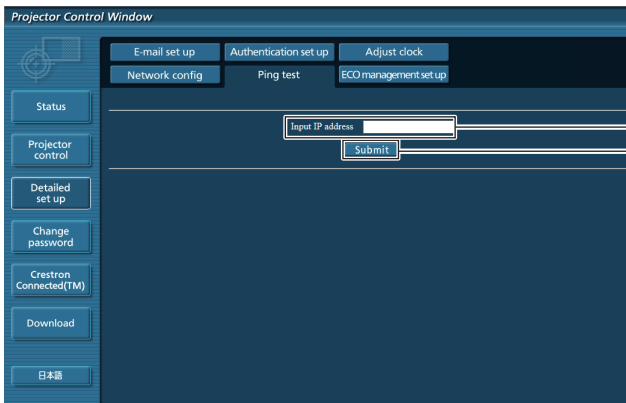 Projector Control Window
E-mail set up
Authentication set up
Adjust clock
Network config
Ping test
ECO management set up
Status
Projector
control
Detailed
set up
Change
password
Crestron
Connected(TM)
Download
日本語
Input IP address
Submit